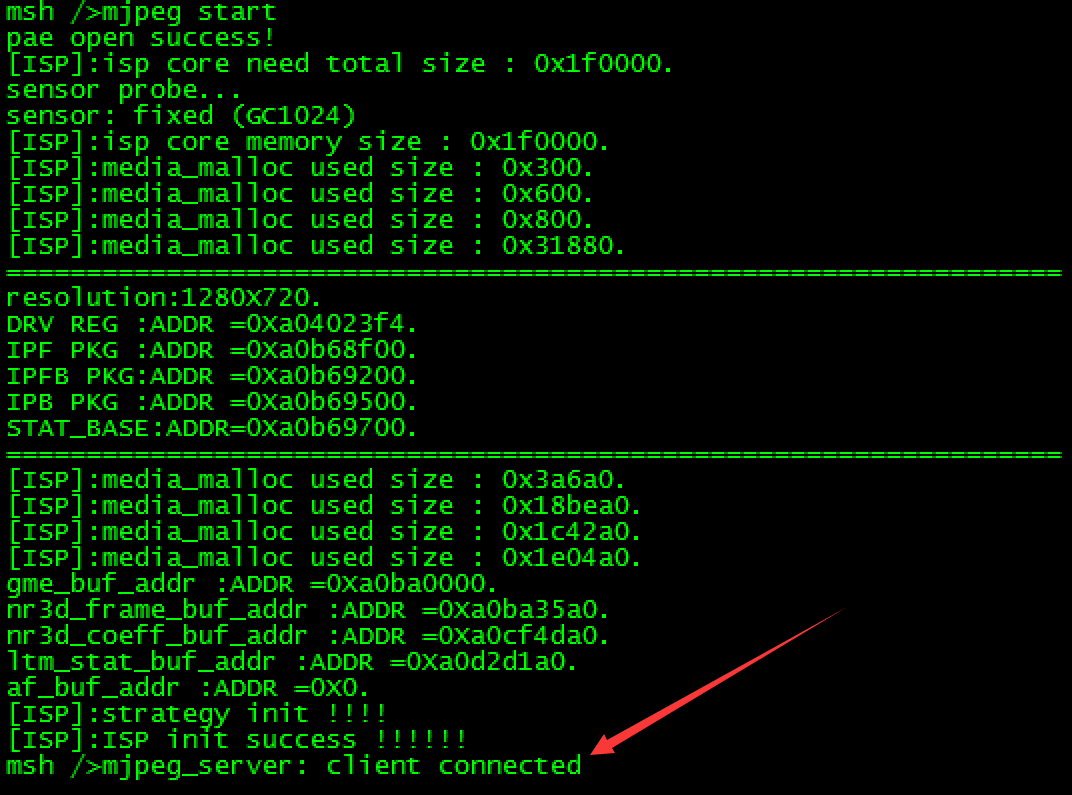 msh />mjpeg start
pae open success!
[ISP]:isp core need total size : 0x1f0000.
sensor probe...
sensor: fixed (GC1024)
[ISP]:isp core memory size : 0x1f0000.
[ISP]:media_malloc used size : 0x300.
[ISP]:media_malloc used size : 0x600.
[ISP]:media_malloc used size : 0x800.
[ISP]:media_malloc used size : 0x31880.
==================================================================
resolution:1280X720.
DRV REG :ADDR =0Xa04023f4.
IPF PKG :ADDR =0Xa0b68f00.
IPFB PKG:ADDR =0Xa0b69200.
IPB PKG :ADDR =0Xa0b69500.
STAT_BASE:ADDR=0Xa0b69700.
==================================================================
[ISP]:media_malloc used size : 0x3a6a0.
[ISP]:media_malloc used size : 0x18bea0.
[ISP]:media_malloc used size : 0x1c42a0.
[ISP]:media_malloc used size : 0x1e04a0.
gme_buf_addr :ADDR =0Xa0ba0000.
nr3d_frame_buf_addr :ADDR =0Xa0ba35a0.
nr3d_coeff_buf_addr :ADDR =0Xa0cf4da0.
ltm_stat_buf_addr :ADDR =0Xa0d2d1a0.
af_buf_addr :ADDR =0X0.
[ISP]:strategy init !!!!
[ISP]:ISP init success !!!!!!
msh />mjpeg_server: client connected